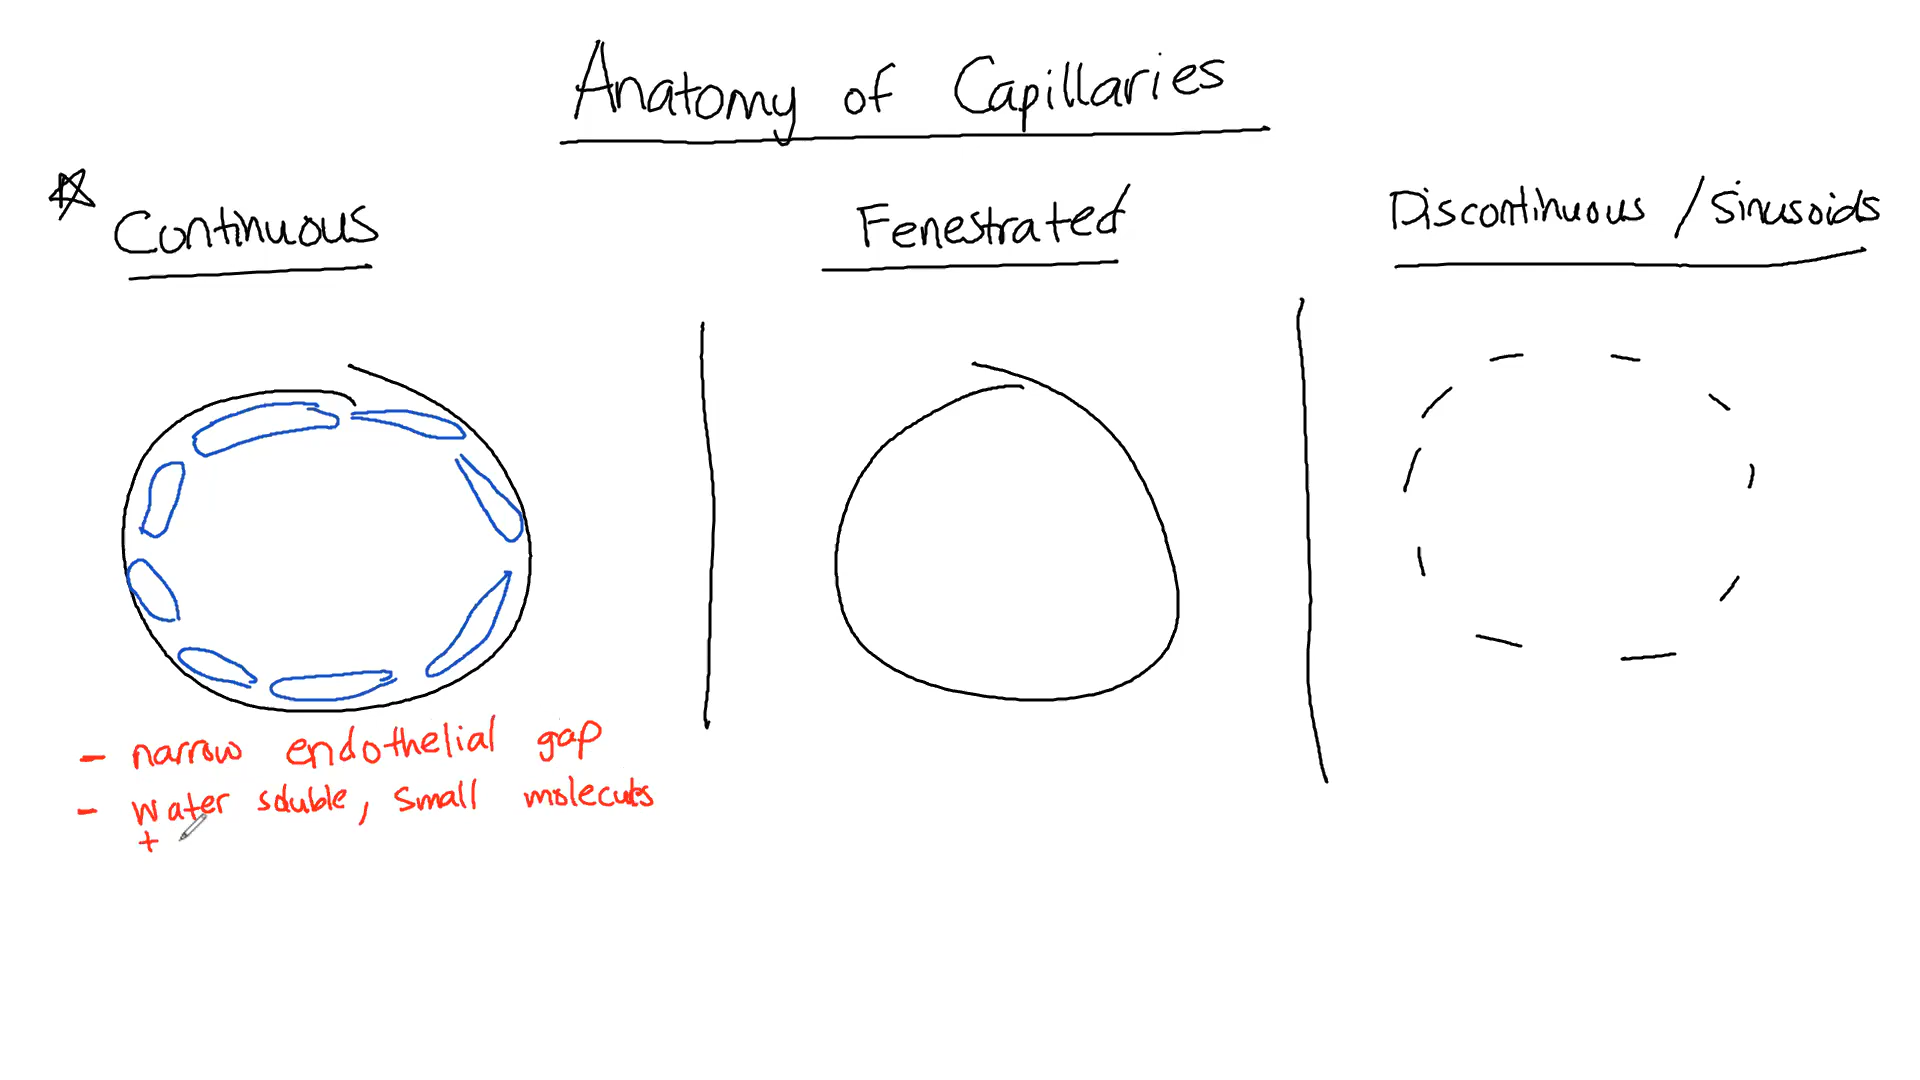 Anatomy of Capillaries
Continuous
Fenestrated
Discontinuous / Sinusoids
- narrow endothelial gap
- water soluble, small molecules
+